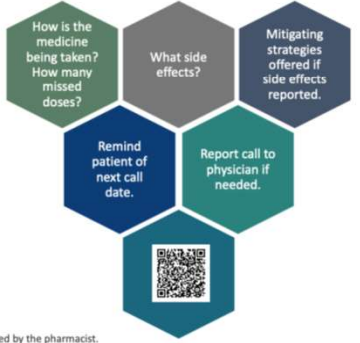 How is the
medicine
being taken?
How many
missed
doses?
What side
effects?
Mitigating
strategies
offered if
side effects
reported.
Remind
patient of
next call
date.
Report call to
physician if
needed.
ed by the pharmacist.